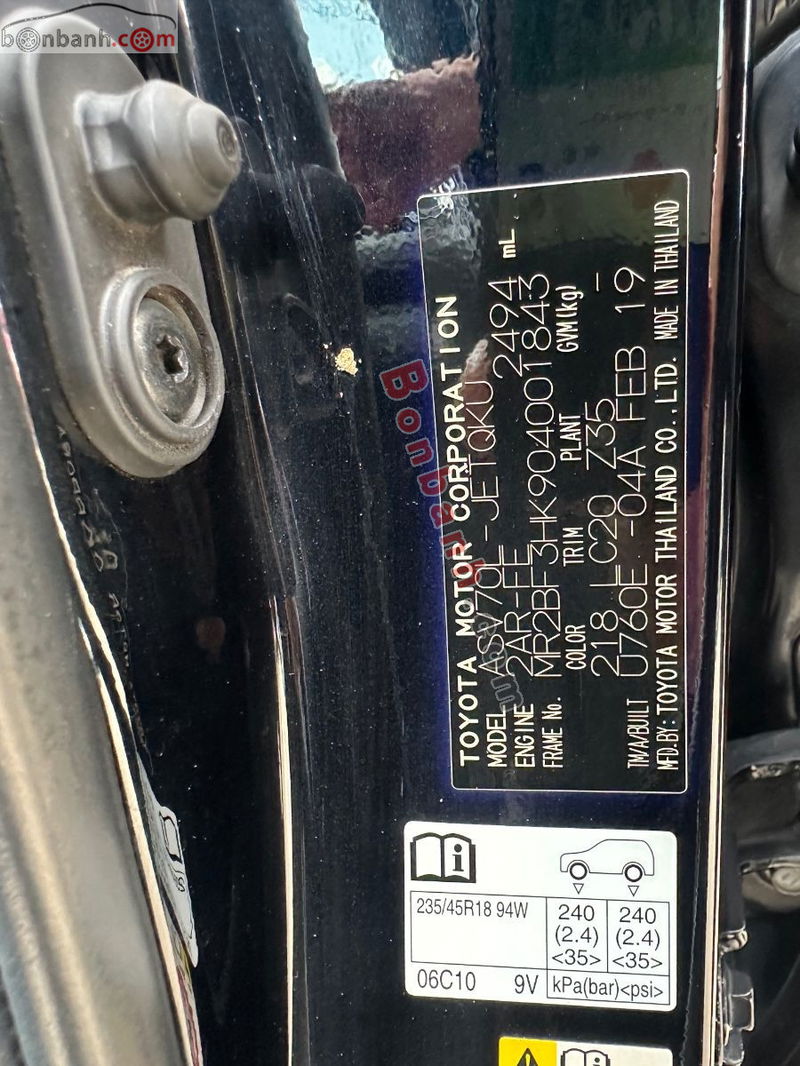 bonbanh.com
TOYOTA MOTOR CORPORATION
MODEL ASV70L -JETQKU
ENGINE 2AR-FE 2494 mL
FRAME No. MR2BF3HK904001843
COLOR TRIM PLANT GVM(kg)
218 LC20 Z35 —
TM/A/BUILT U760E -04A FEB 19
MFD.BY: TOYOTA MOTOR THAILAND CO.,LTD. MADE IN THAILAND
Bonbanh.com
235/45R18 94W 240 (2.4) <35> 240 (2.4) <35>
06C10 9V kPa(bar)<psi>